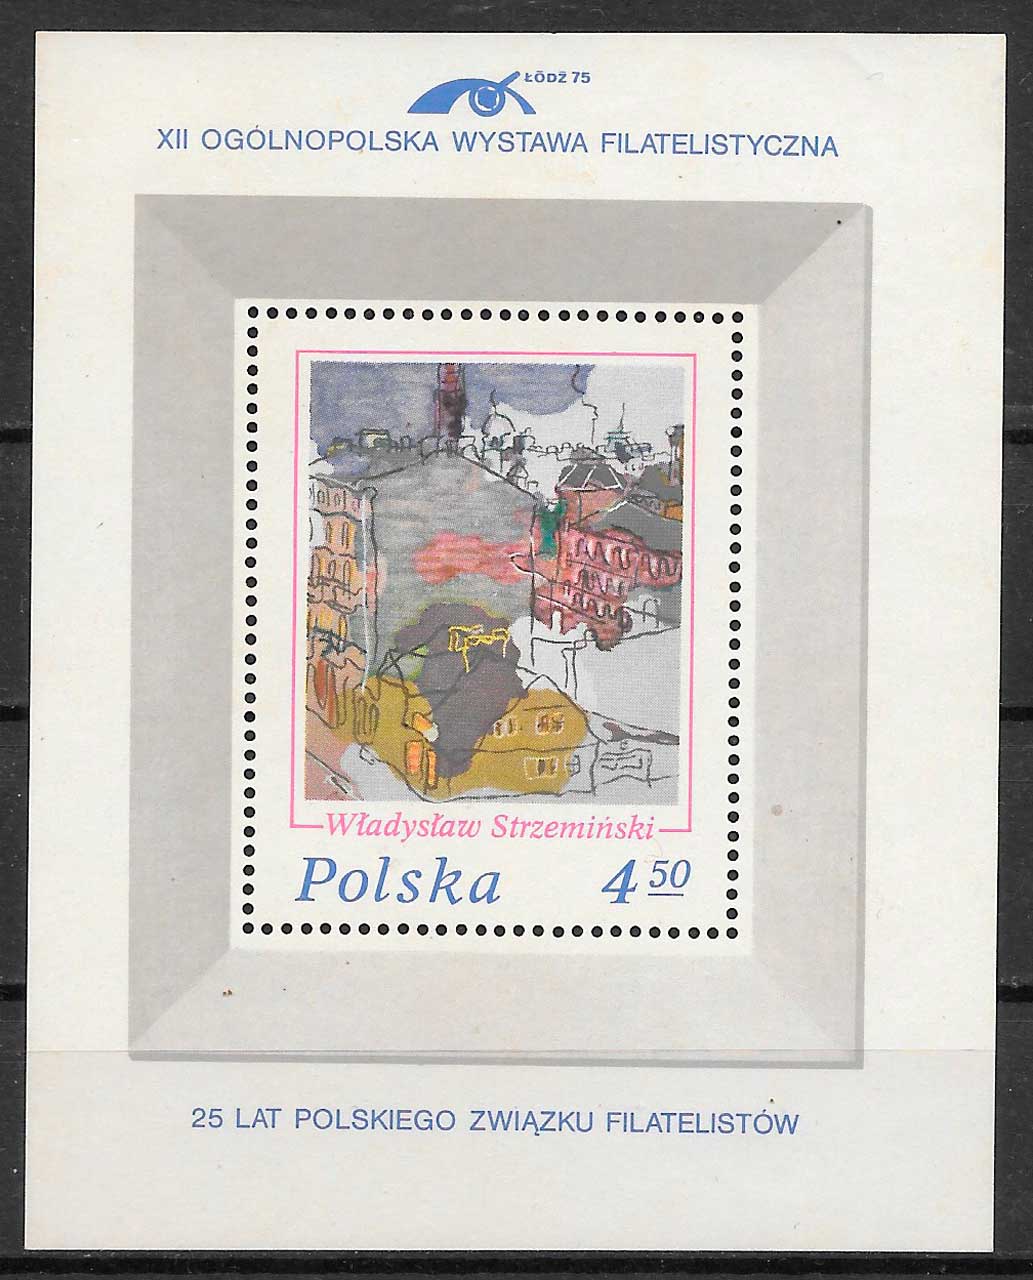 ŁÓDŹ 75
XII OGÓLNOPOLSKA WYSTAWA FILATELISTYCZNA
Władysław Strzemiński
Polska 4 50
25 LAT POLSKIEGO ZWIĄZKU FILATELISTÓW